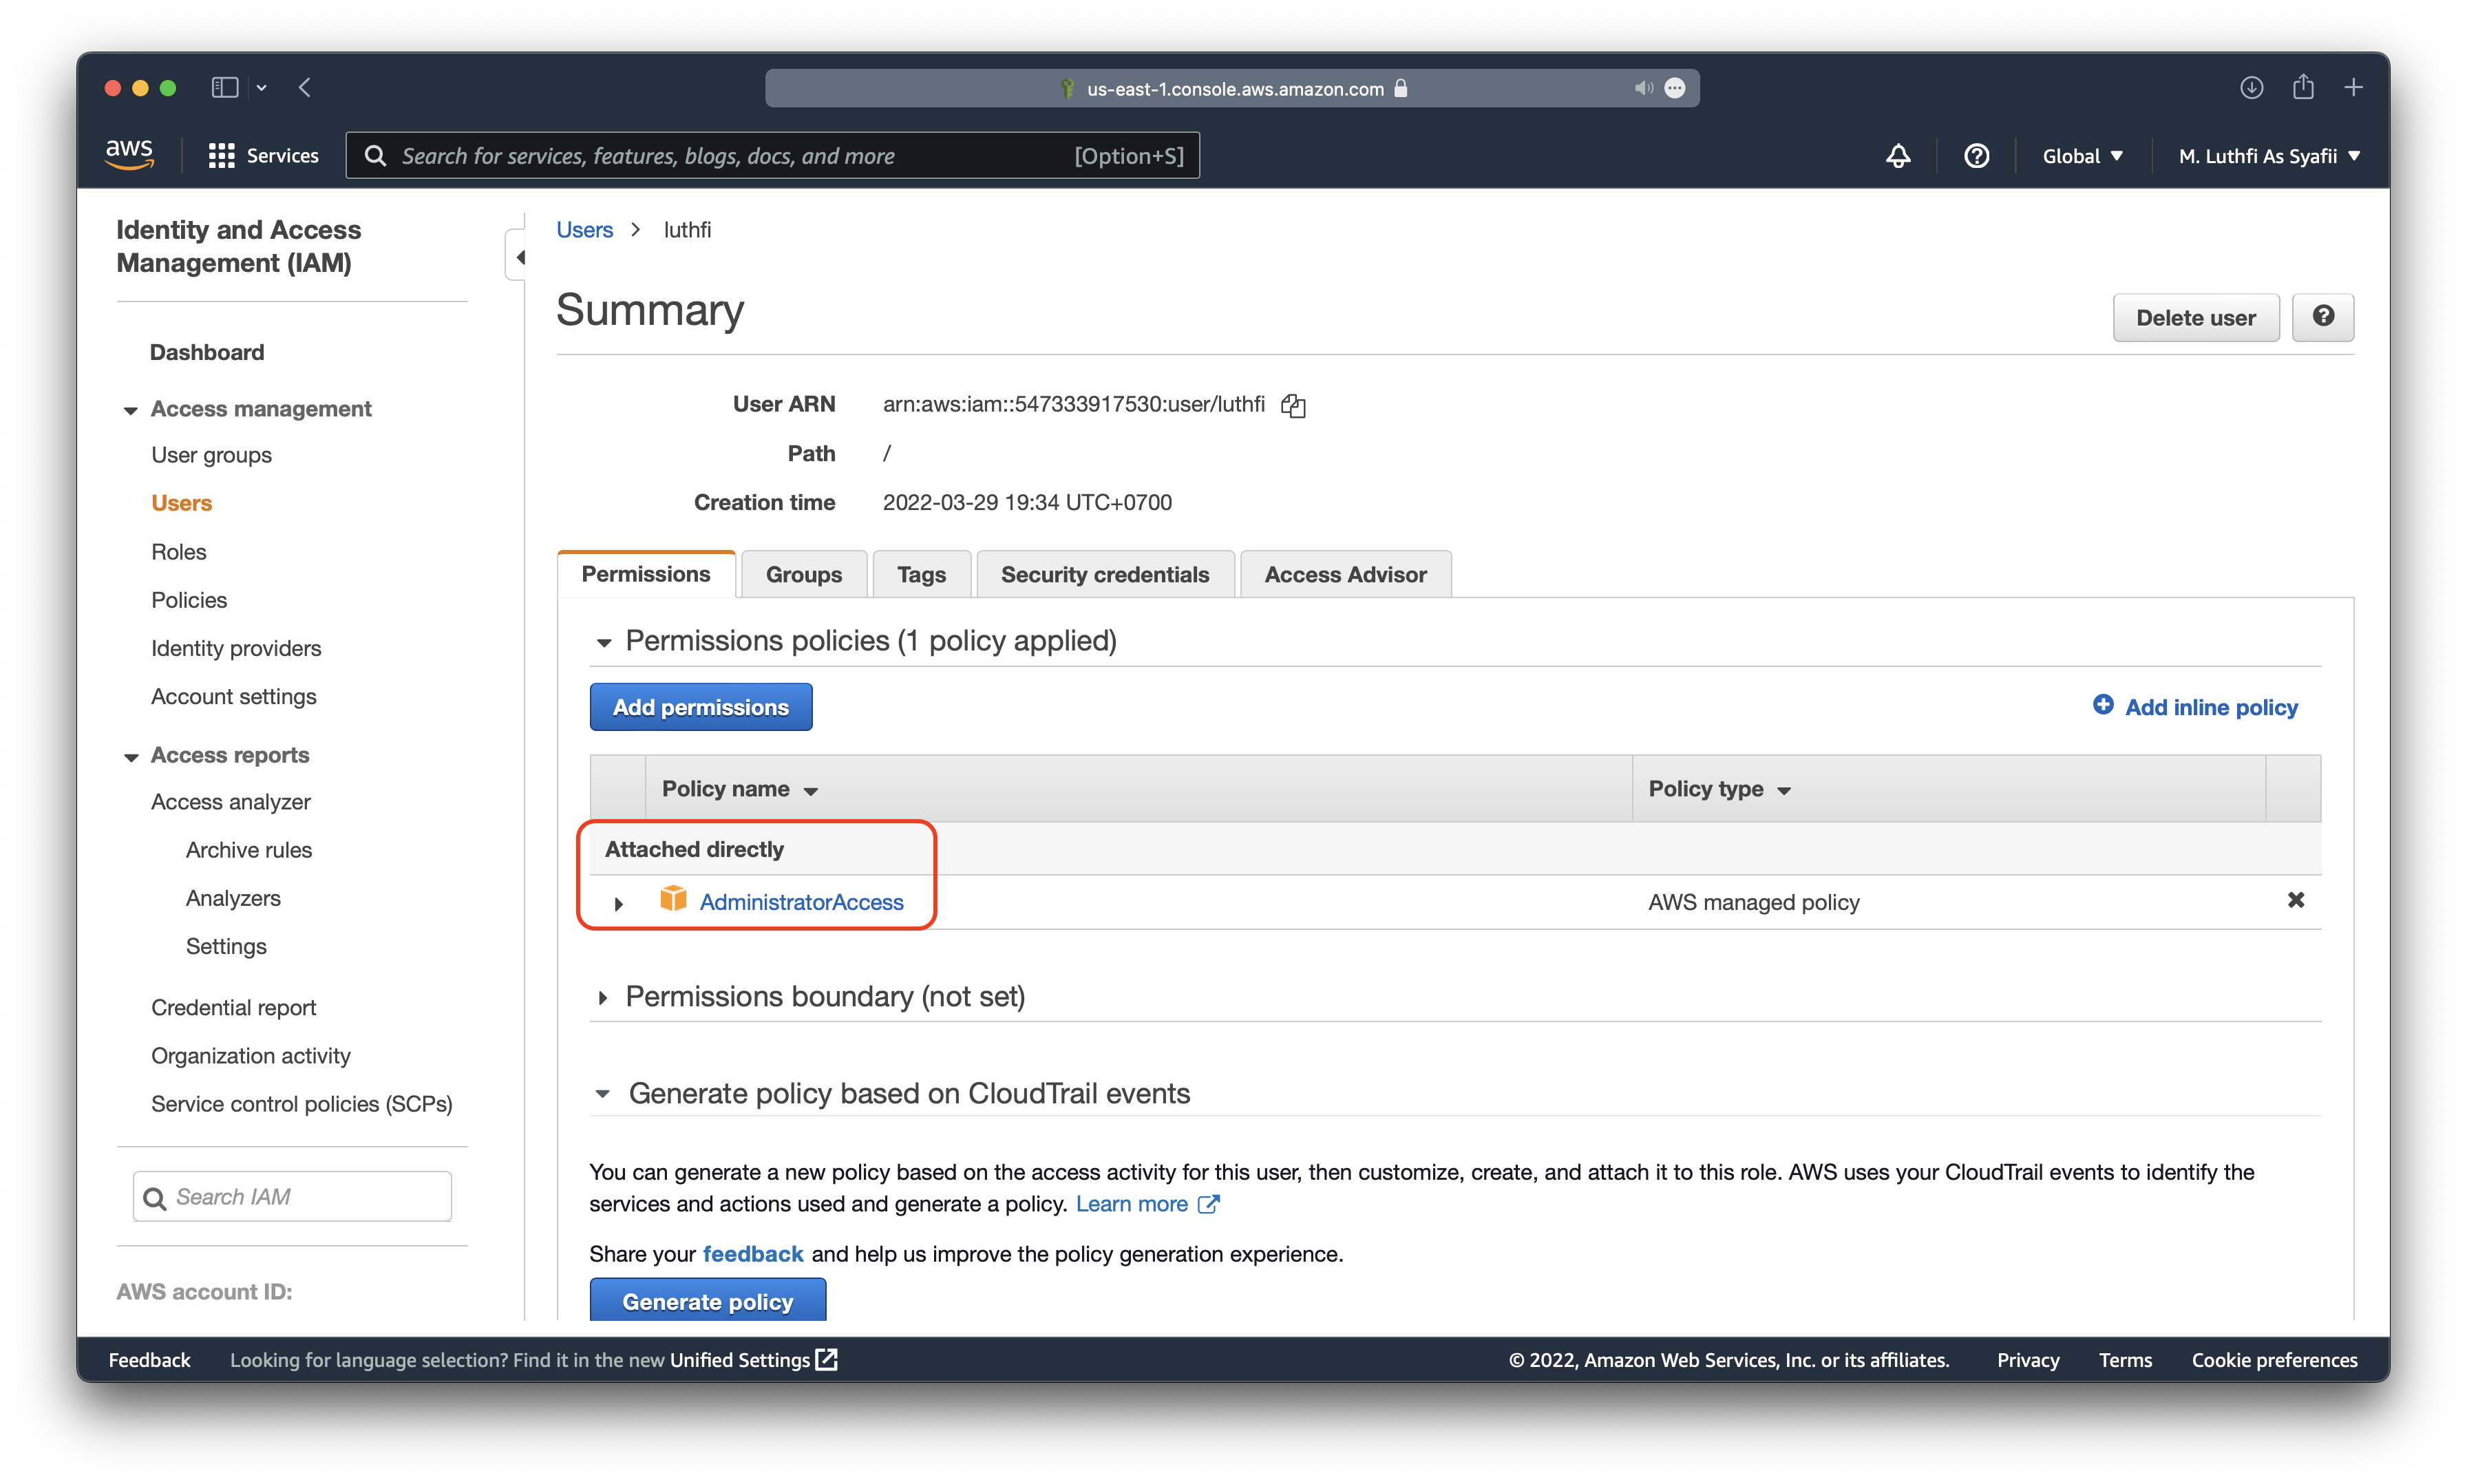 us-east-1.console.aws.amazon.com
aws
Services
Search for services, features, blogs, docs, and more [Option+S]
Global
M. Luthfi As Syafii
Identity and Access
Management (IAM)
Dashboard
Access management
User groups
Users
Roles
Policies
Identity providers
Account settings
Access reports
Access analyzer
Archive rules
Analyzers
Settings
Credential report
Organization activity
Service control policies (SCPs)
Search IAM
AWS account ID:
Users > luthfi
Summary
Delete user
User ARN arn:aws:iam::547333917530:user/luthfi
Path /
Creation time 2022-03-29 19:34 UTC+0700
Permissions
Groups
Tags
Security credentials
Access Advisor
Permissions policies (1 policy applied)
Add permissions
Add inline policy
Policy name
Policy type
Attached directly
AdministratorAccess
AWS managed policy
Permissions boundary (not set)
Generate policy based on CloudTrail events
You can generate a new policy based on the access activity for this user, then customize, create, and attach it to this role. AWS uses your CloudTrail events to identify the
services and actions used and generate a policy. Learn more
Share your feedback and help us improve the policy generation experience.
Generate policy
Feedback
Looking for language selection? Find it in the new Unified Settings
© 2022, Amazon Web Services, Inc. or its affiliates.
Privacy
Terms
Cookie preferences